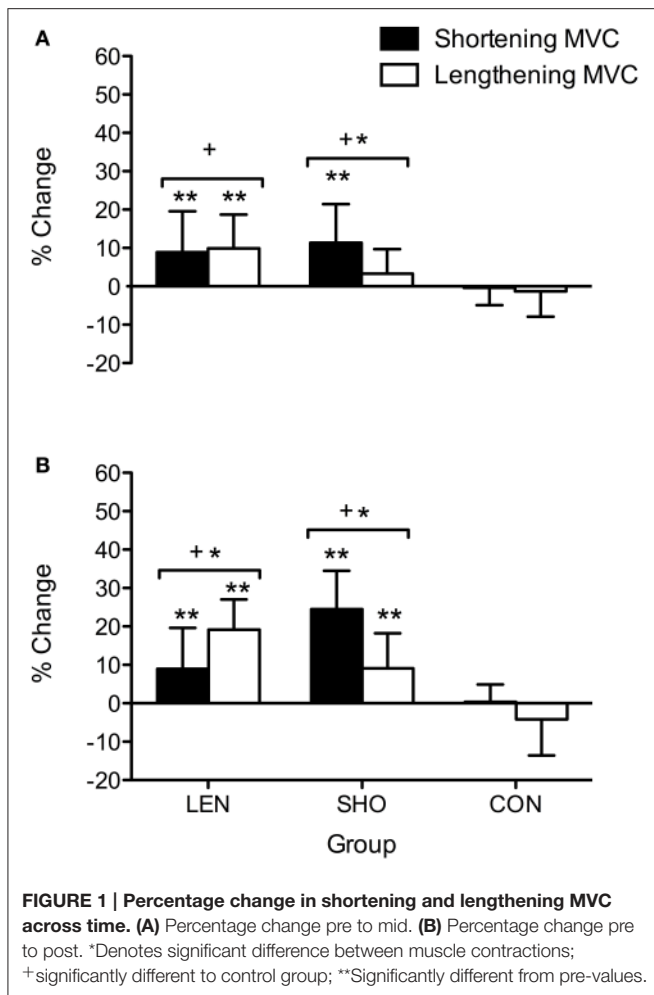 A
Shortening MVC
Lengthening MVC
60
50
40
30
20
10
0
-10
-20
% Change
+
+ *
** **
**
B
60
50
40
30
20
10
0
-10
-20
% Change
+ *
+ *
** **
** **
LEN SHO CON
Group
FIGURE 1 | Percentage change in shortening and lengthening MVC
across time. (A) Percentage change pre to mid. (B) Percentage change pre
to post. *Denotes significant difference between muscle contractions;
+significantly different to control group; **Significantly different from pre-values.